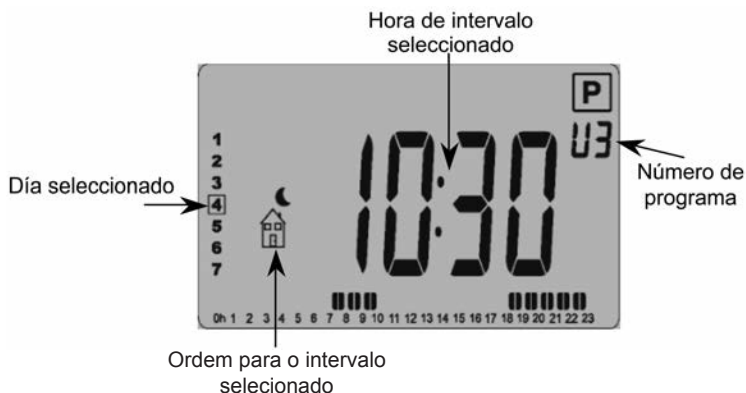 Hora de intervalo
seleccionado
P
U3
1
2
3
4
5
6
7
10:30
Día seleccionado
Número de
programa
0h 1 2 3 4 5 6 7 8 9 10 11 12 13 14 15 16 17 18 19 20 21 22 23
Ordem para o intervalo
selecionado